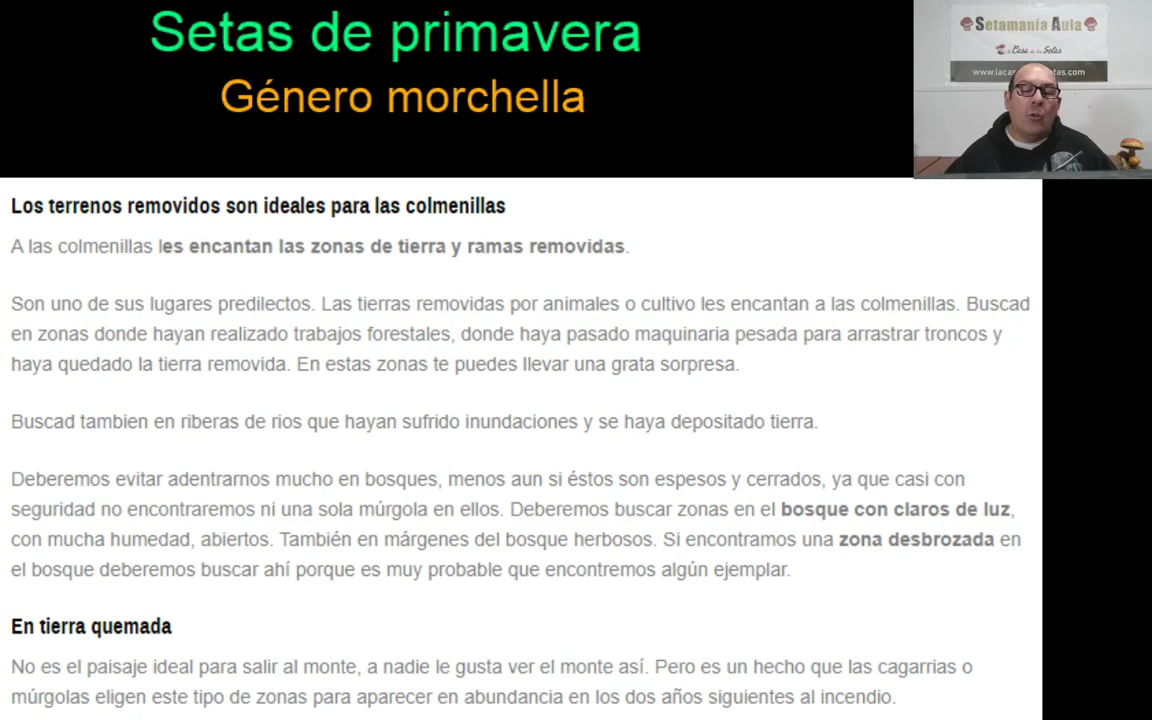 Setas de primavera
Género morchella
Setamanía Aula
la Casa de las Setas
Los terrenos removidos son ideales para las colmenillas
A las colmenillas les encantan las zonas de tierra y ramas removidas.
Son uno de sus lugares predilectos. Las tierras removidas por animales o cultivo les encantan a las colmenillas. Buscad
en zonas donde hayan realizado trabajos forestales, donde haya pasado maquinaria pesada para arrastrar troncos y
haya quedado la tierra removida. En estas zonas te puedes llevar una grata sorpresa.
Buscad tambien en riberas de rios que hayan sufrido inundaciones y se haya depositado tierra.
Deberemos evitar adentrarnos mucho en bosques, menos aun si éstos son espesos y cerrados, ya que casi con
seguridad no encontraremos ni una sola múrgola en ellos. Deberemos buscar zonas en el bosque con claros de luz,
con mucha humedad, abiertos. También en márgenes del bosque herbosos. Si encontramos una zona desbrozada en
el bosque deberemos buscar ahí porque es muy probable que encontremos algún ejemplar.
En tierra quemada
No es el paisaje ideal para salir al monte, a nadie le gusta ver el monte así. Pero es un hecho que las cagarrias o
múrgolas eligen este tipo de zonas para aparecer en abundancia en los dos años siguientes al incendio.